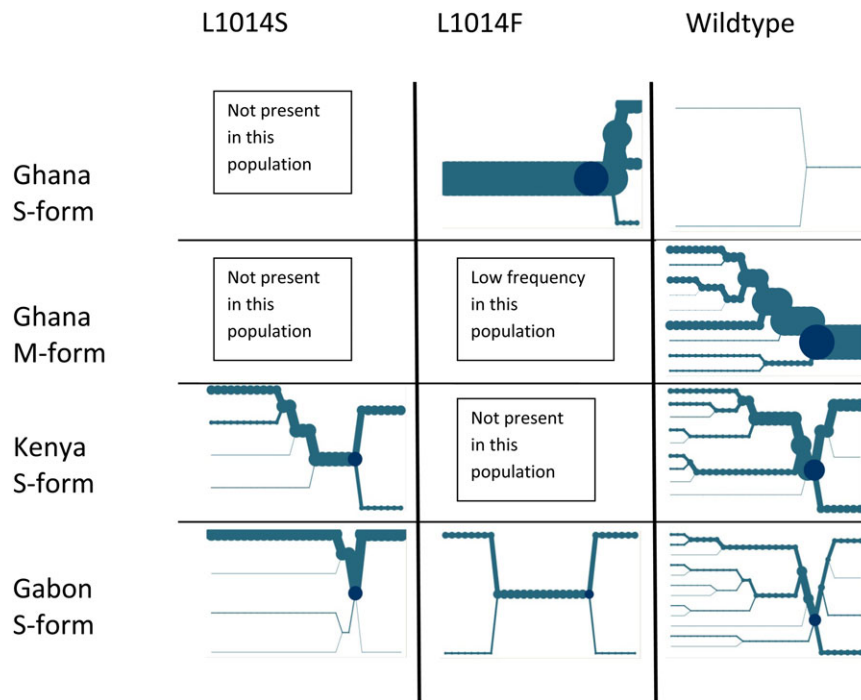 L1014S L1014F Wildtype
Ghana
S-form
Not present
in this
population
Ghana
M-form
Not present
in this
population
Low frequency
in this
population
Kenya
S-form
Not present
in this
population
Gabon
S-form